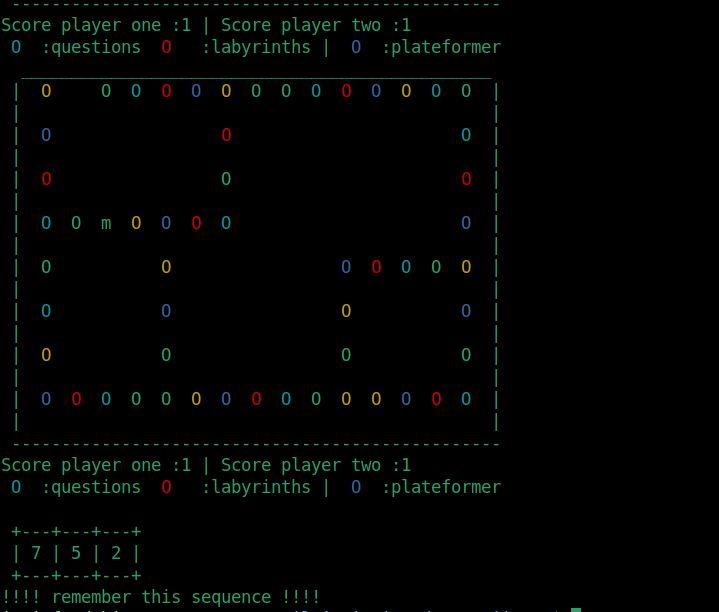 -------------------------------------------------
Score player one :1 | Score player two :1
O  :questions  O   :labyrinths |  O  :plateformer
_______________________________________________
|  O     O  O  O  O  O  O  O  O  O  O  O  O  O  |
|                                               |
|  O                 O                       O  |
|                                               |
|  O                 O                       O  |
|                                               |
|  O  O  m  O  O  O  O                       O  |
|                                               |
|  O           O                 O  O  O  O  O  |
|                                               |
|  O           O                 O           O  |
|                                               |
|  O           O                 O           O  |
|                                               |
|  O  O  O  O  O  O  O  O  O  O  O  O  O  O  O  |
|                                               |
-------------------------------------------------
Score player one :1 | Score player two :1
O  :questions  O   :labyrinths |  O  :plateformer
+---+---+---+
| 7 | 5 | 2 |
+---+---+---+
!!!! remember this sequence !!!!